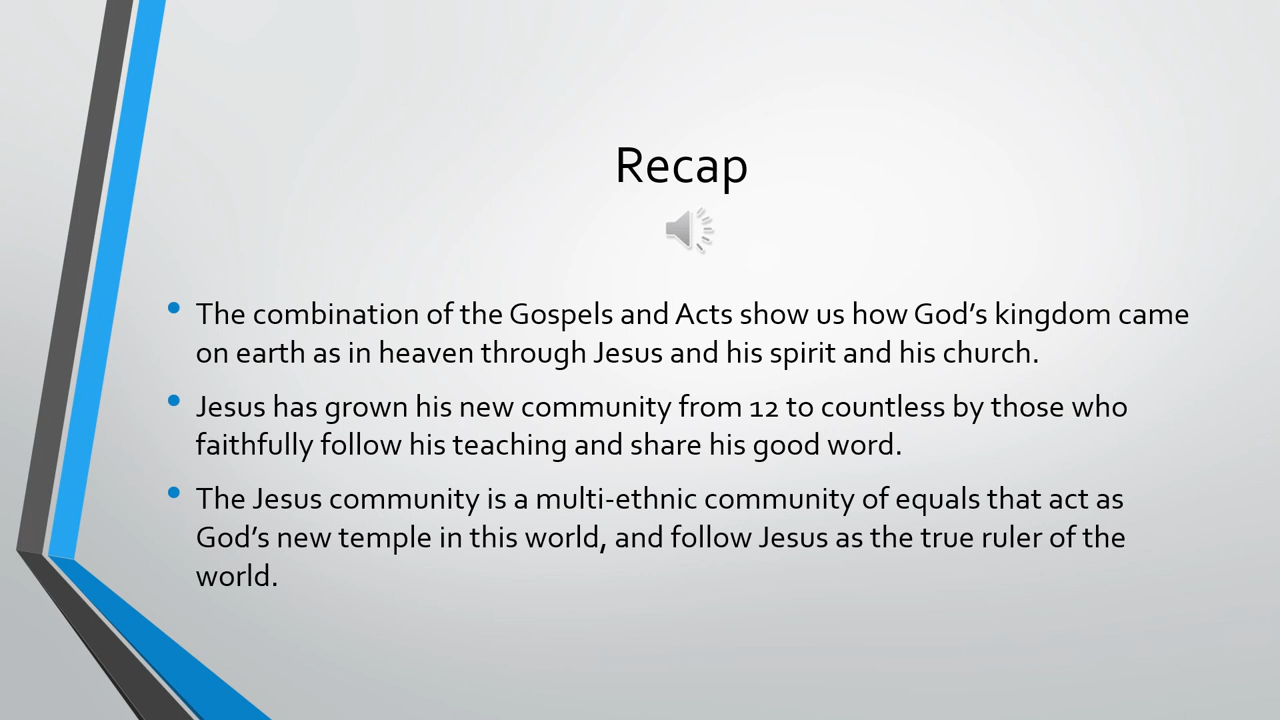 Recap
• The combination of the Gospels and Acts show us how God’s kingdom came
on earth as in heaven through Jesus and his spirit and his church.
• Jesus has grown his new community from 12 to countless by those who
faithfully follow his teaching and share his good word.
• The Jesus community is a multi-ethnic community of equals that act as
God’s new temple in this world, and follow Jesus as the true ruler of the
world.